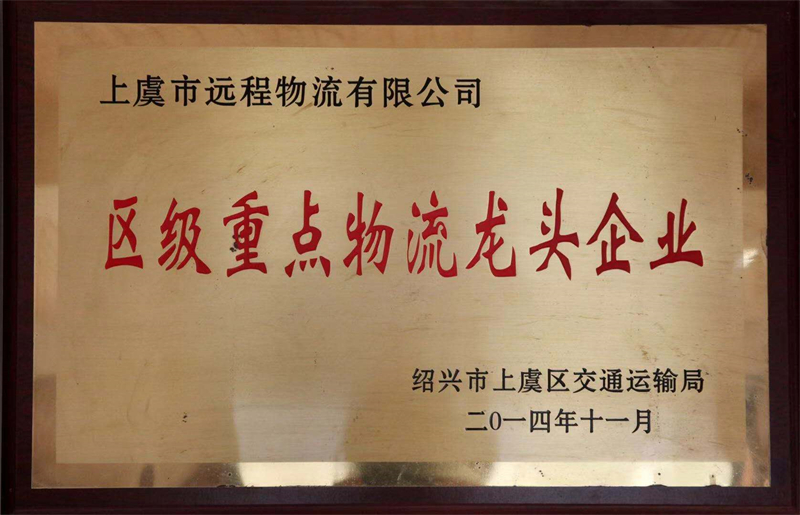 上虞市远程物流有限公司
区级重点物流龙头企业
绍兴市上虞区交通运输局
二0一四年十一月